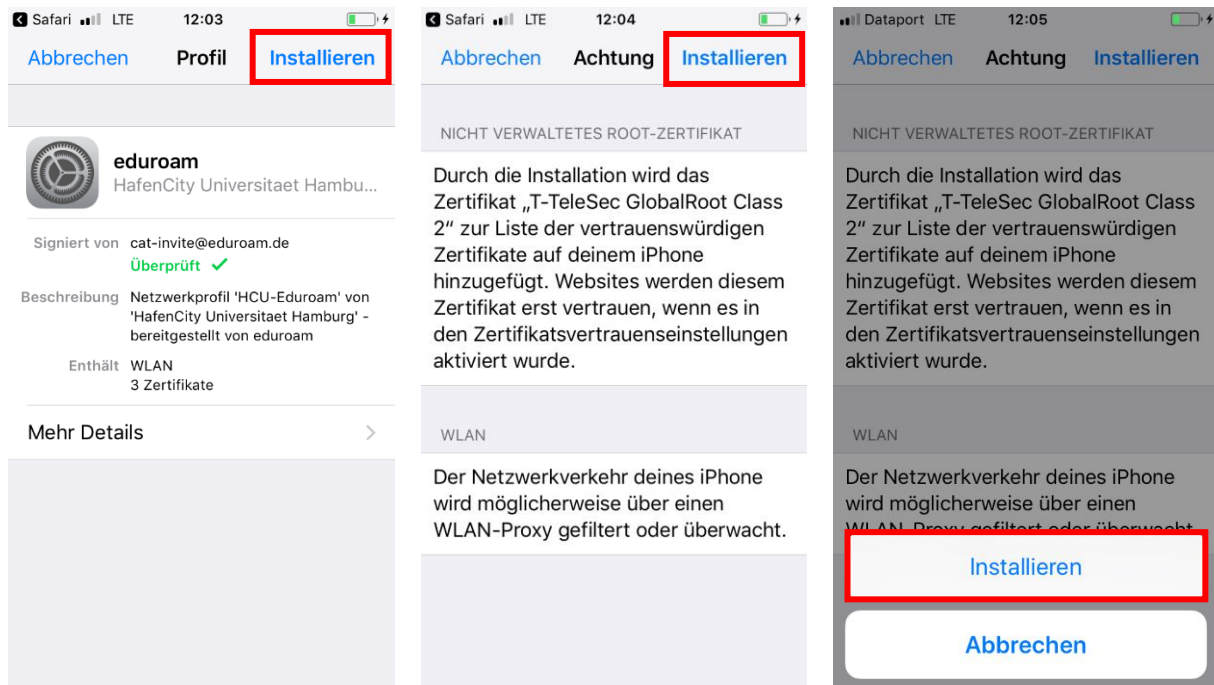 Safari LTE 12:03
Abbrechen Profil Installieren
eduroam
HafenCity Universitaet Hambu...
Signiert von cat-invite@eduroam.de
Überprüft
Beschreibung Netzwerkprofil 'HCU-Eduroam' von
'HafenCity Universitaet Hamburg' -
bereitgestellt von eduroam
Enthält WLAN
3 Zertifikate
Mehr Details
Safari LTE 12:04
Abbrechen Achtung Installieren
NICHT VERWALTETES ROOT-ZERTIFIKAT
Durch die Installation wird das
Zertifikat „T-TeleSec GlobalRoot Class
2“ zur Liste der vertrauenswürdigen
Zertifikate auf deinem iPhone
hinzugefügt. Websites werden diesem
Zertifikat erst vertrauen, wenn es in
den Zertifikatsvertrauenseinstellungen
aktiviert wurde.
WLAN
Der Netzwerkverkehr deines iPhone
wird möglicherweise über einen
WLAN-Proxy gefiltert oder überwacht.
Dataport LTE 12:05
Abbrechen Achtung Installieren
NICHT VERWALTETES ROOT-ZERTIFIKAT
Durch die Installation wird das
Zertifikat „T-TeleSec GlobalRoot Class
2“ zur Liste der vertrauenswürdigen
Zertifikate auf deinem iPhone
hinzugefügt. Websites werden diesem
Zertifikat erst vertrauen, wenn es in
den Zertifikatsvertrauenseinstellungen
aktiviert wurde.
WLAN
Der Netzwerkverkehr deines iPhone
wird möglicherweise über einen
WLAN-Proxy gefiltert oder überwacht.
Installieren
Abbrechen